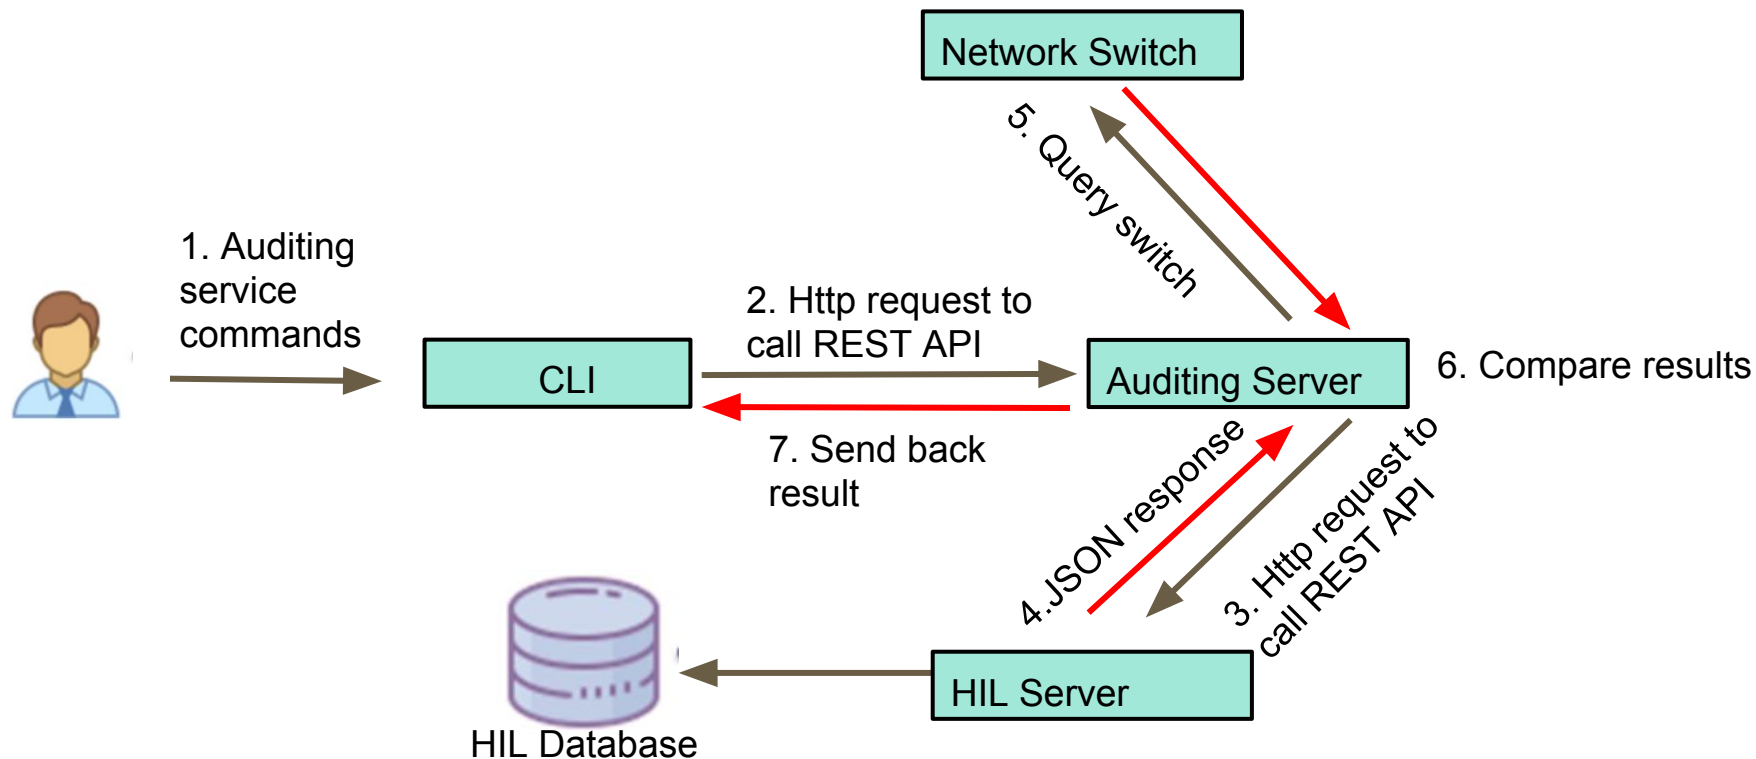 Network Switch
5. Query switch
1. Auditing
service
commands
2. Http request to
call REST API
CLI
Auditing Server
6. Compare results
7. Send back
result
4.JSON response
3. Http request to
call REST API
HIL Server
HIL Database